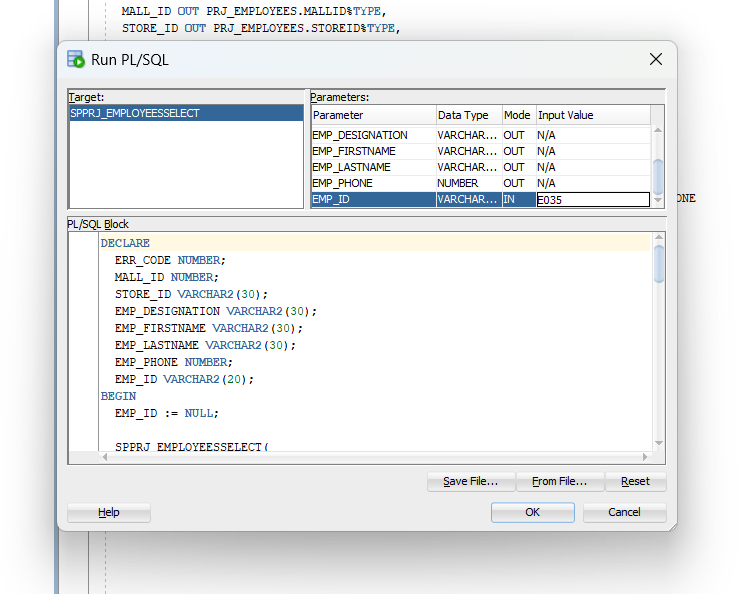 MALL_ID OUT PRJ_EMPLOYEES.MALLID%TYPE,
STORE_ID OUT PRJ_EMPLOYEES.STOREID%TYPE,
Run PL/SQL
Target:
SPPRJ_EMPLOYEESSELECT
Parameters:
Parameter Data Type Mode Input Value
EMP_DESIGNATION VARCHAR... OUT N/A
EMP_FIRSTNAME VARCHAR... OUT N/A
EMP_LASTNAME VARCHAR... OUT N/A
EMP_PHONE NUMBER OUT N/A
EMP_ID VARCHAR... IN E035
ONE
PL/SQL Block
DECLARE
ERR_CODE NUMBER;
MALL_ID NUMBER;
STORE_ID VARCHAR2(30);
EMP_DESIGNATION VARCHAR2(30);
EMP_FIRSTNAME VARCHAR2(30);
EMP_LASTNAME VARCHAR2(30);
EMP_PHONE NUMBER;
EMP_ID VARCHAR2(20);
BEGIN
EMP_ID := NULL;
SPPRJ_EMPLOYEESSELECT(
Save File... From File... Reset
Help OK Cancel